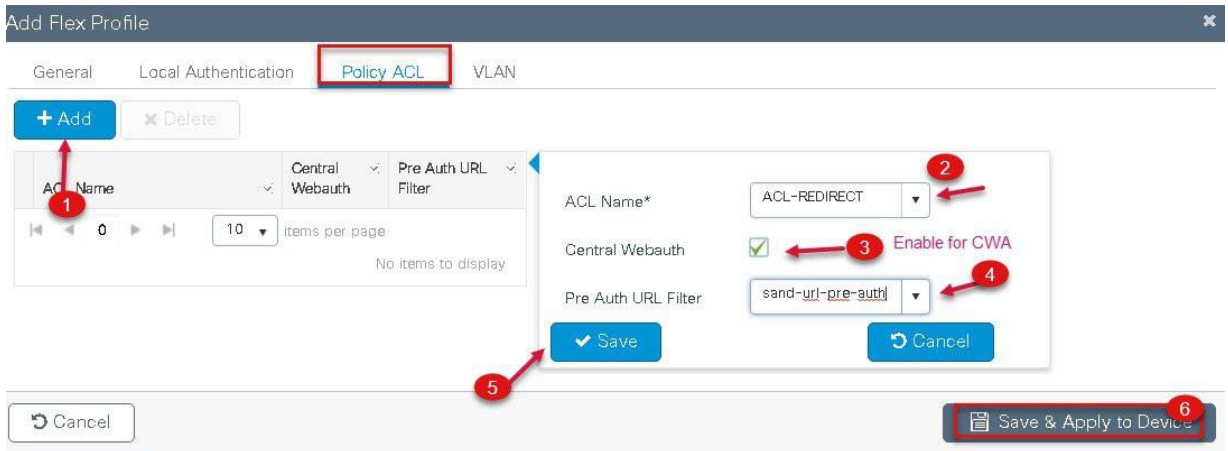 Add Flex Profile
General Local Authentication Policy ACL VLAN
+ Add ✖ Delete
ACL Name
Central Webauth
Pre Auth URL Filter
1
0 10 items per page
No items to display
ACL Name* ACL-REDIRECT
2
Central Webauth
3
Enable for CWA
Pre Auth URL Filter sand-url-pre-auth
4
Save Cancel
5
Cancel
Save & Apply to Device
6